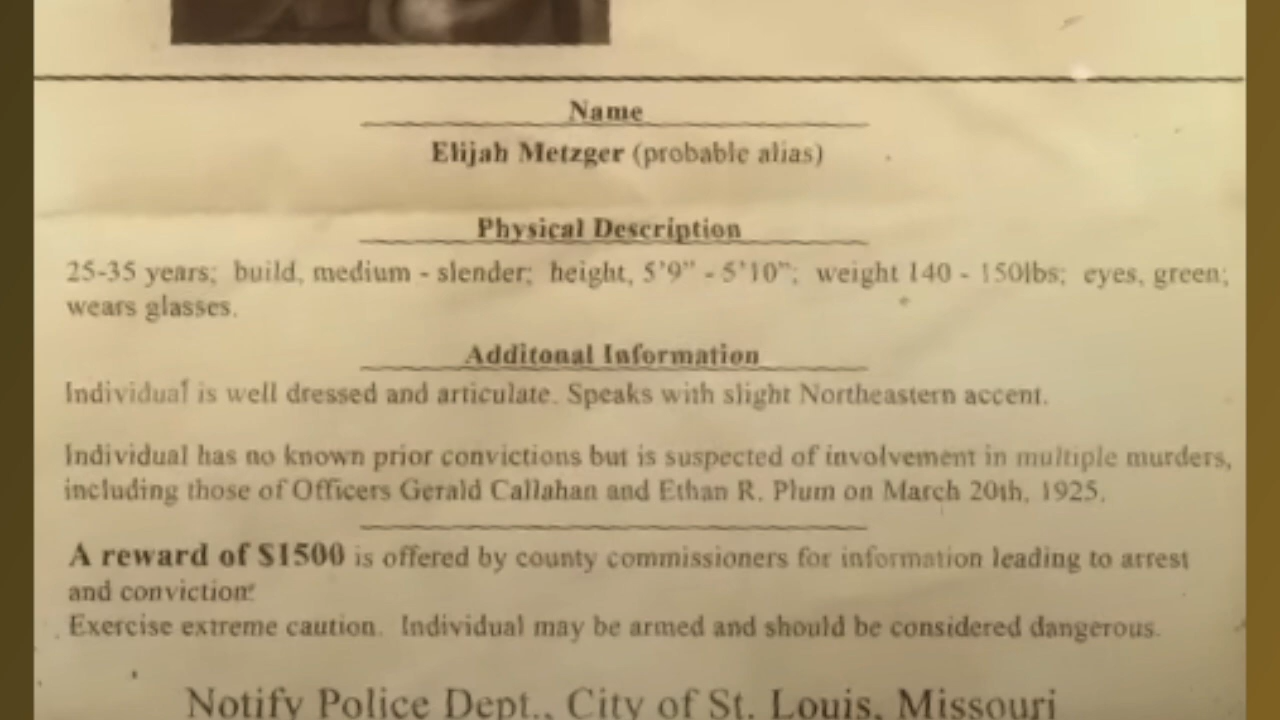 Name
Elijah Metzger (probable alias)
Physical Description
25-35 years; build, medium - slender; height, 5'9" - 5'10"; weight 140 - 150lbs; eyes, green;
wears glasses.
Additonal Information
Individual is well dressed and articulate. Speaks with slight Northeastern accent.
Individual has no known prior convictions but is suspected of involvement in multiple murders,
including those of Officers Gerald Callahan and Ethan R. Plum on March 20th, 1925.
A reward of $1500 is offered by county commissioners for information leading to arrest
and conviction!
Exercise extreme caution. Individual may be armed and should be considered dangerous.
Notify Police Dept., City of St. Louis, Missouri